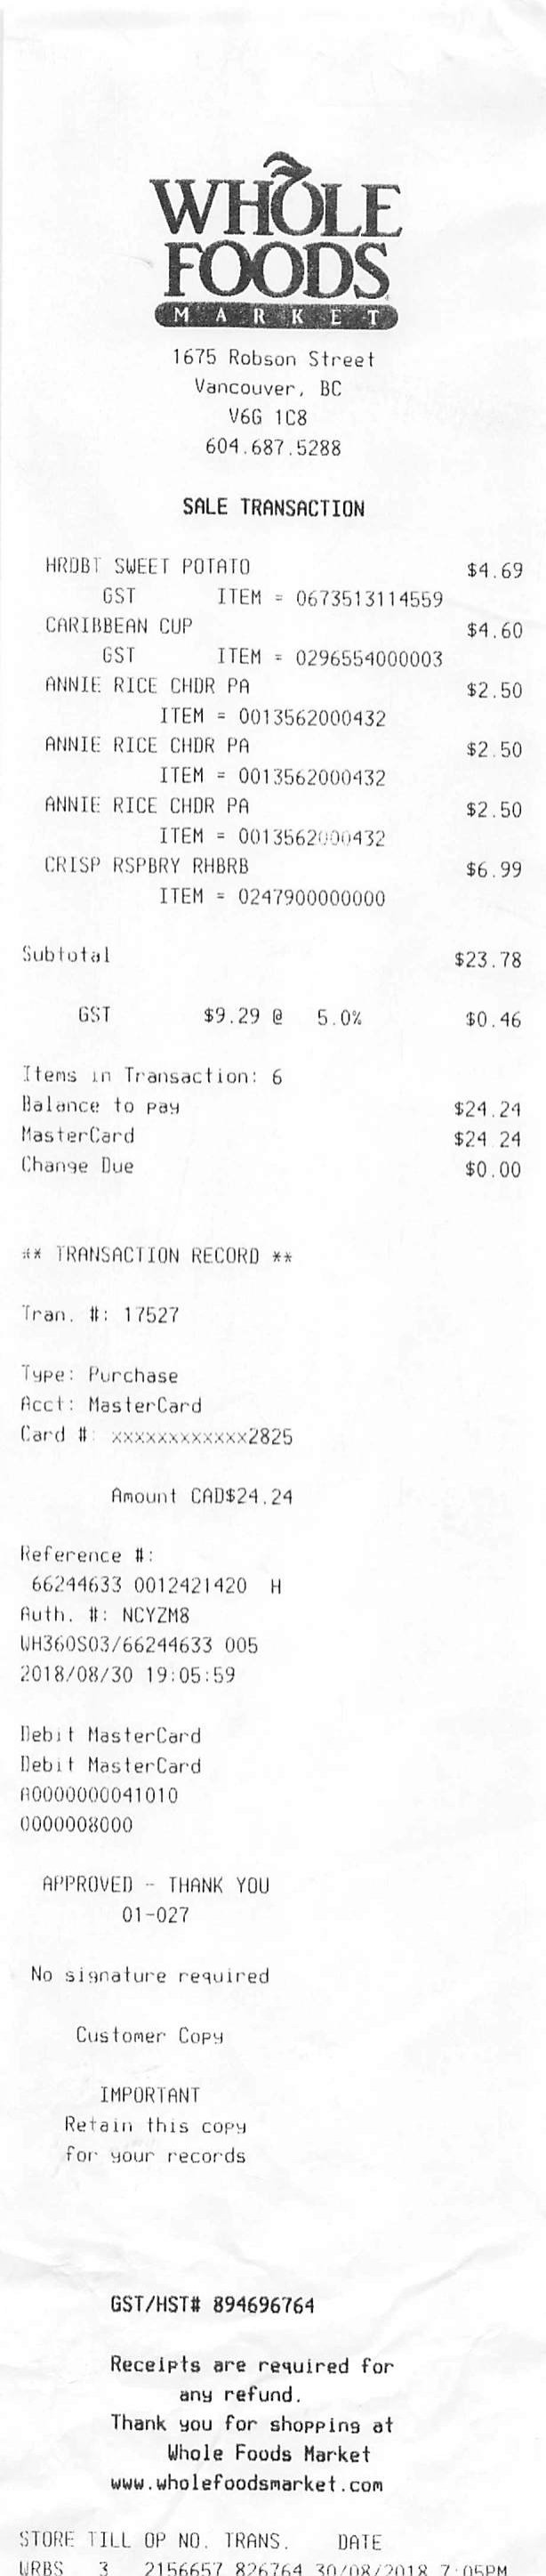 WHOLE
FOODS
MARKET
1675 Robson Street
Vancouver, BC
V6G 1C8
604.687.5288
SALE TRANSACTION
HRDBT SWEET POTATO $4.69
GST ITEM = 0673513114559
CARIBBEAN CUP $4.60
GST ITEM = 0296554000003
ANNIE RICE CHDR PA $2.50
ITEM = 0013562000432
ANNIE RICE CHDR PA $2.50
ITEM = 0013562000432
ANNIE RICE CHDR PA $2.50
ITEM = 0013562000432
CRISP RSPBRY RHBRB $6.99
ITEM = 0247900000000
Subtotal $23.78
GST $9.29 @ 5.0% $0.46
Items in Transaction: 6
Balance to pay $24.24
MasterCard $24.24
Change Due $0.00
** TRANSACTION RECORD **
Tran. #: 17527
Type: Purchase
Acct: MasterCard
Card #: xxxxxxxxxxxx2825
Amount CAD$24.24
Reference #:
66244633 0012421420 H
Auth. #: NCYZM8
WH360S03/66244633 005
2018/08/30 19:05:59
Debit MasterCard
Debit MasterCard
A0000000041010
0000008000
APPROVED - THANK YOU
01-027
No signature required
Customer Copy
IMPORTANT
Retain this copy
for your records
GST/HST# 894696764
Receipts are required for
any refund.
Thank you for shopping at
Whole Foods Market
www.wholefoodsmarket.com
STORE TILL OP NO. TRANS. DATE
WRBS 3 2156657 826764 30/08/2018 7:05PM